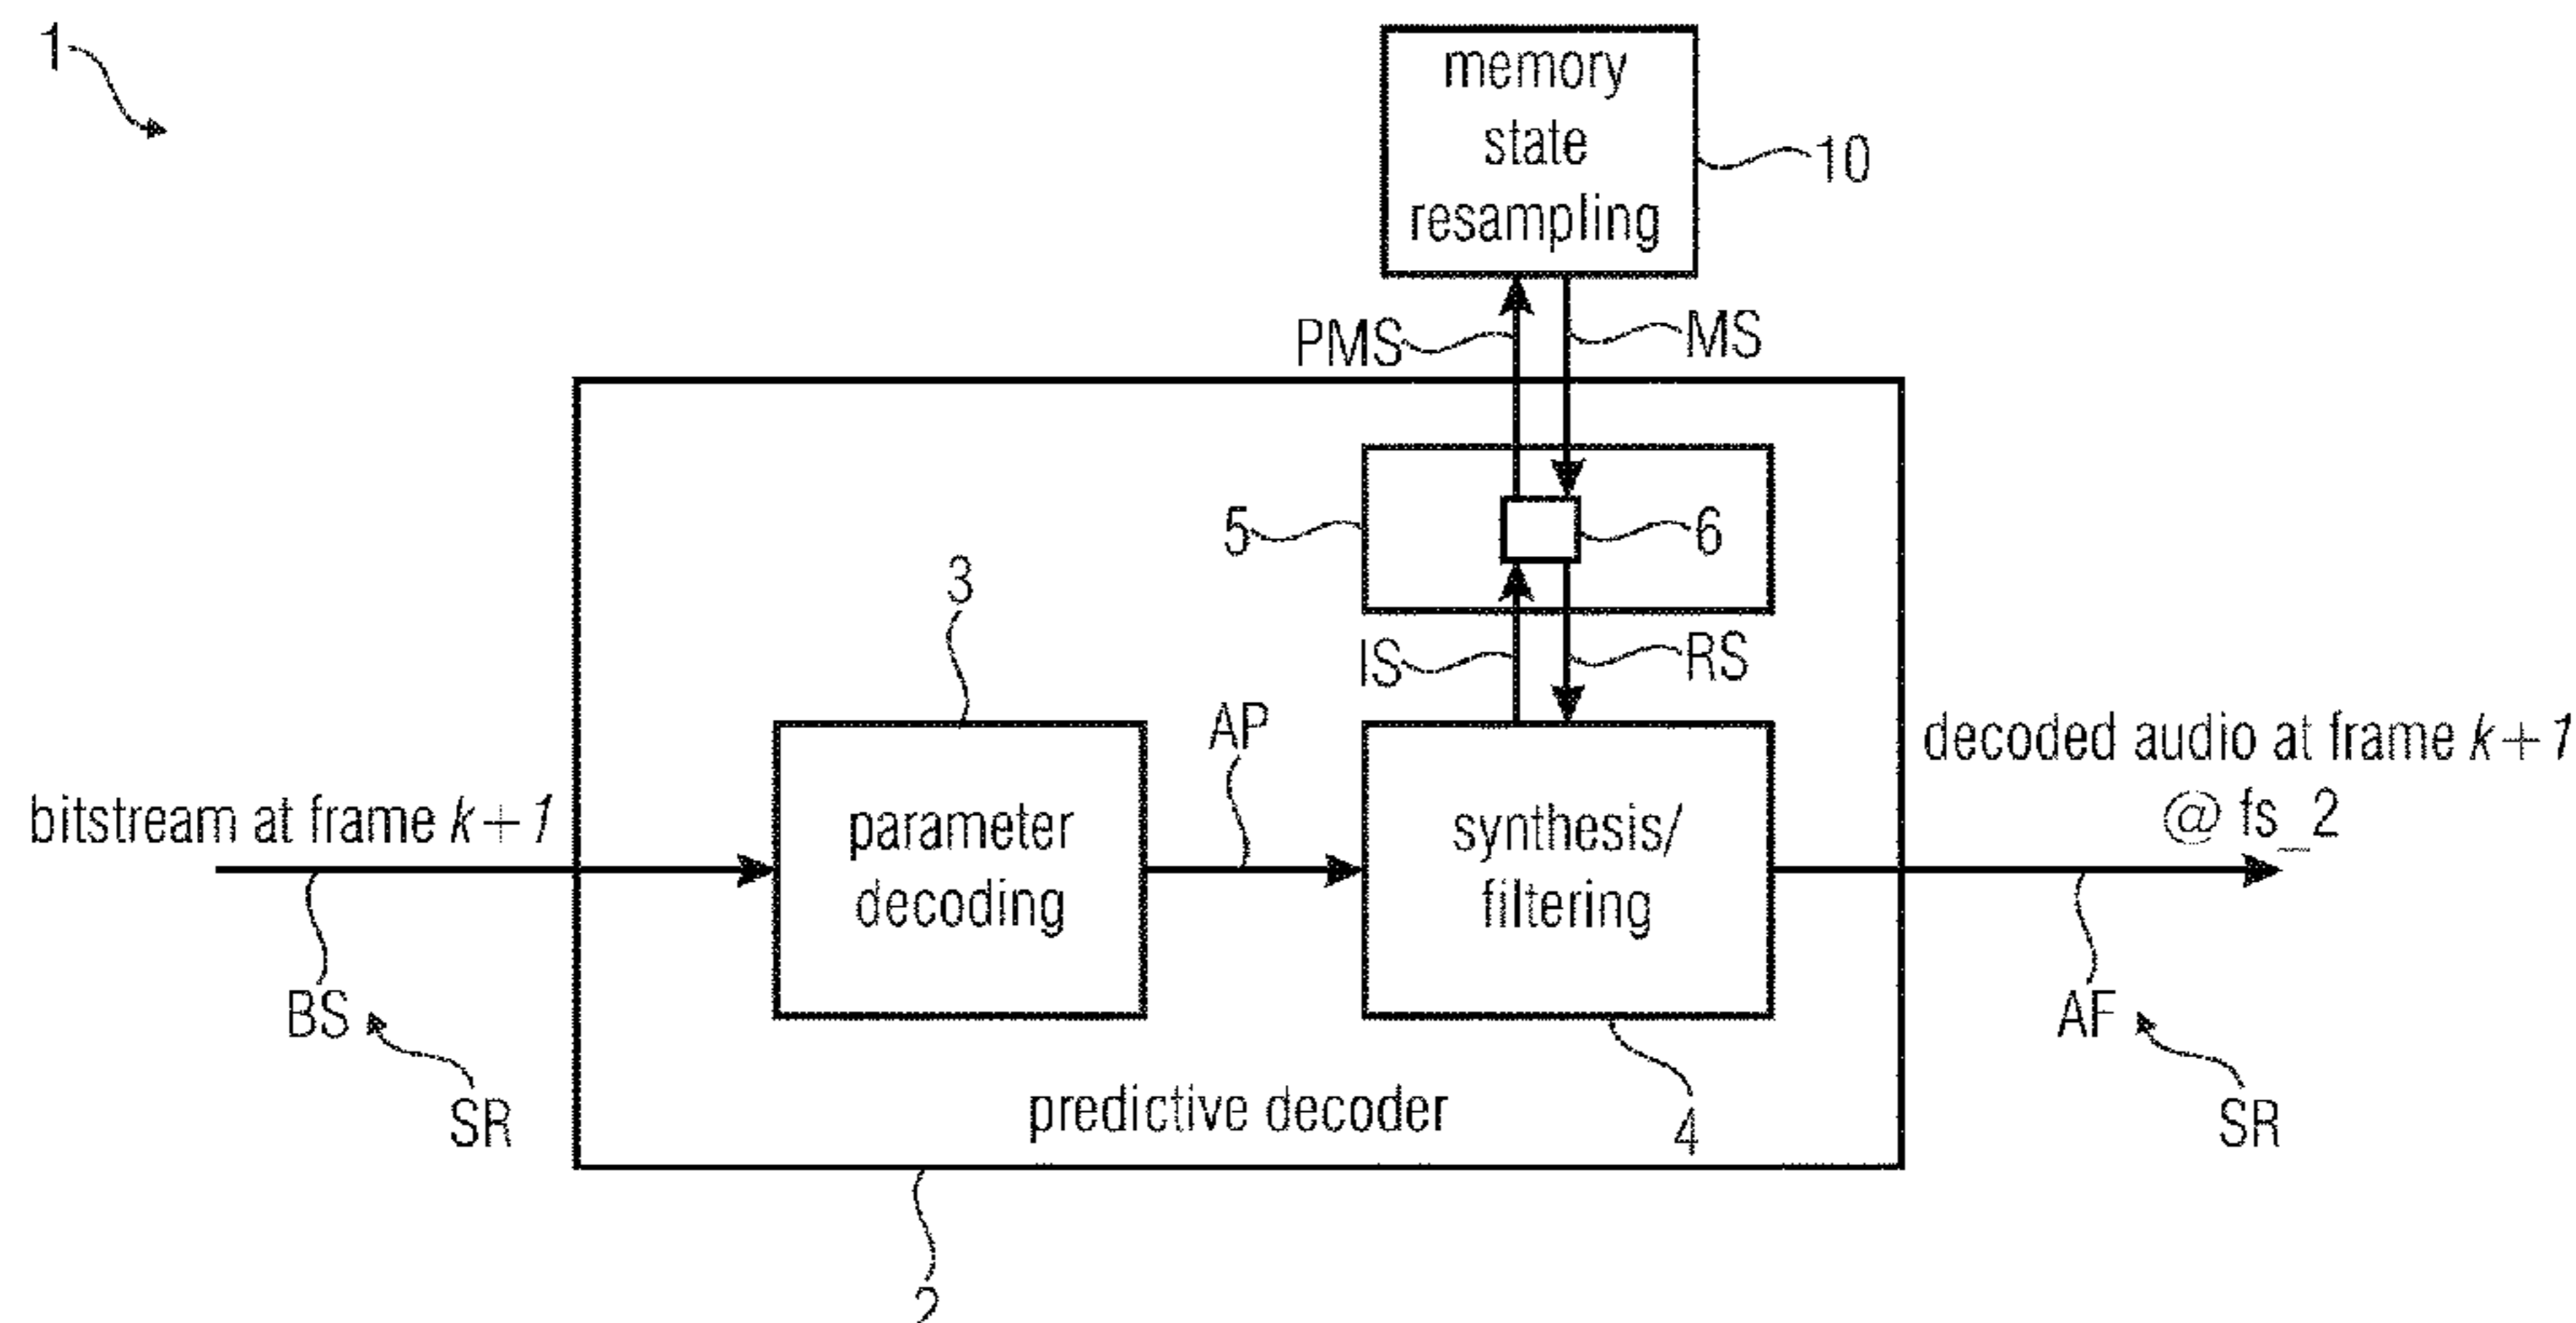 1
memory
state
resampling
10
PMS
MS
5
6
3
IS
RS
AP
bitstream at frame k+1
parameter
decoding
synthesis/
filtering
decoded audio at frame k+1
@ fs_2
BS
SR
AF
SR
predictive decoder
4
2